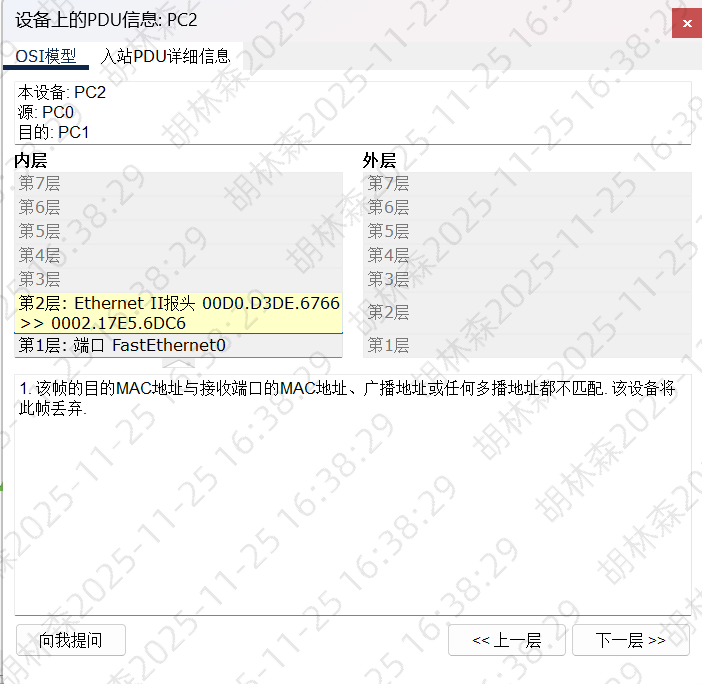 设备上的PDU信息: PC2
×
OSI模型 入站PDU详细信息
本设备: PC2
源: PC0
目的: PC1
内层
外层
第7层
第6层
第5层
第4层
第3层
第2层: Ethernet II报头 00D0.D3DE.6766
>> 0002.17E5.6DC6
第1层: 端口 FastEthernet0
第7层
第6层
第5层
第4层
第3层
第2层
第1层
1. 该帧的目的MAC地址与接收端口的MAC地址、广播地址或任何多播地址都不匹配. 该设备将
此帧丢弃.
向我提问
<< 上一层
下一层 >>
胡林森2025-11-25 16:38:29